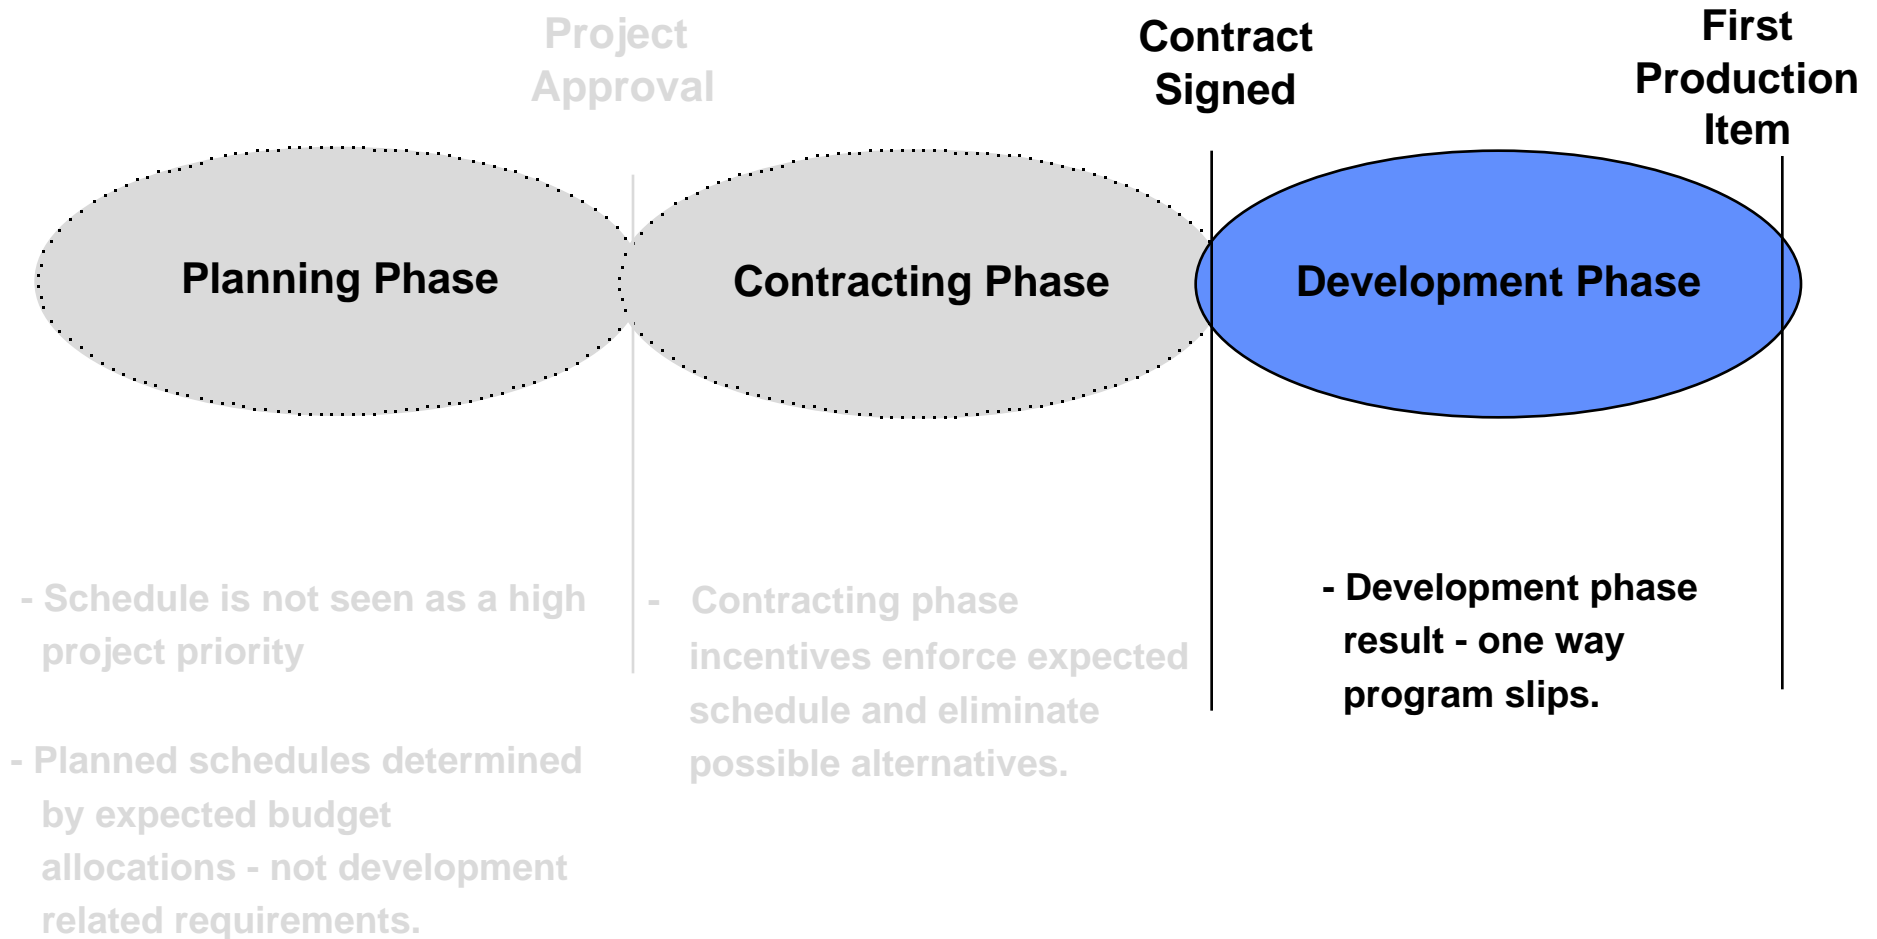 Project
Approval
Contract
Signed
First
Production
Item
Planning Phase
Contracting Phase
Development Phase
- Schedule is not seen as a high
project priority
- Planned schedules determined
by expected budget
allocations - not development
related requirements.
- Contracting phase
incentives enforce expected
schedule and eliminate
possible alternatives.
- Development phase
result - one way
program slips.